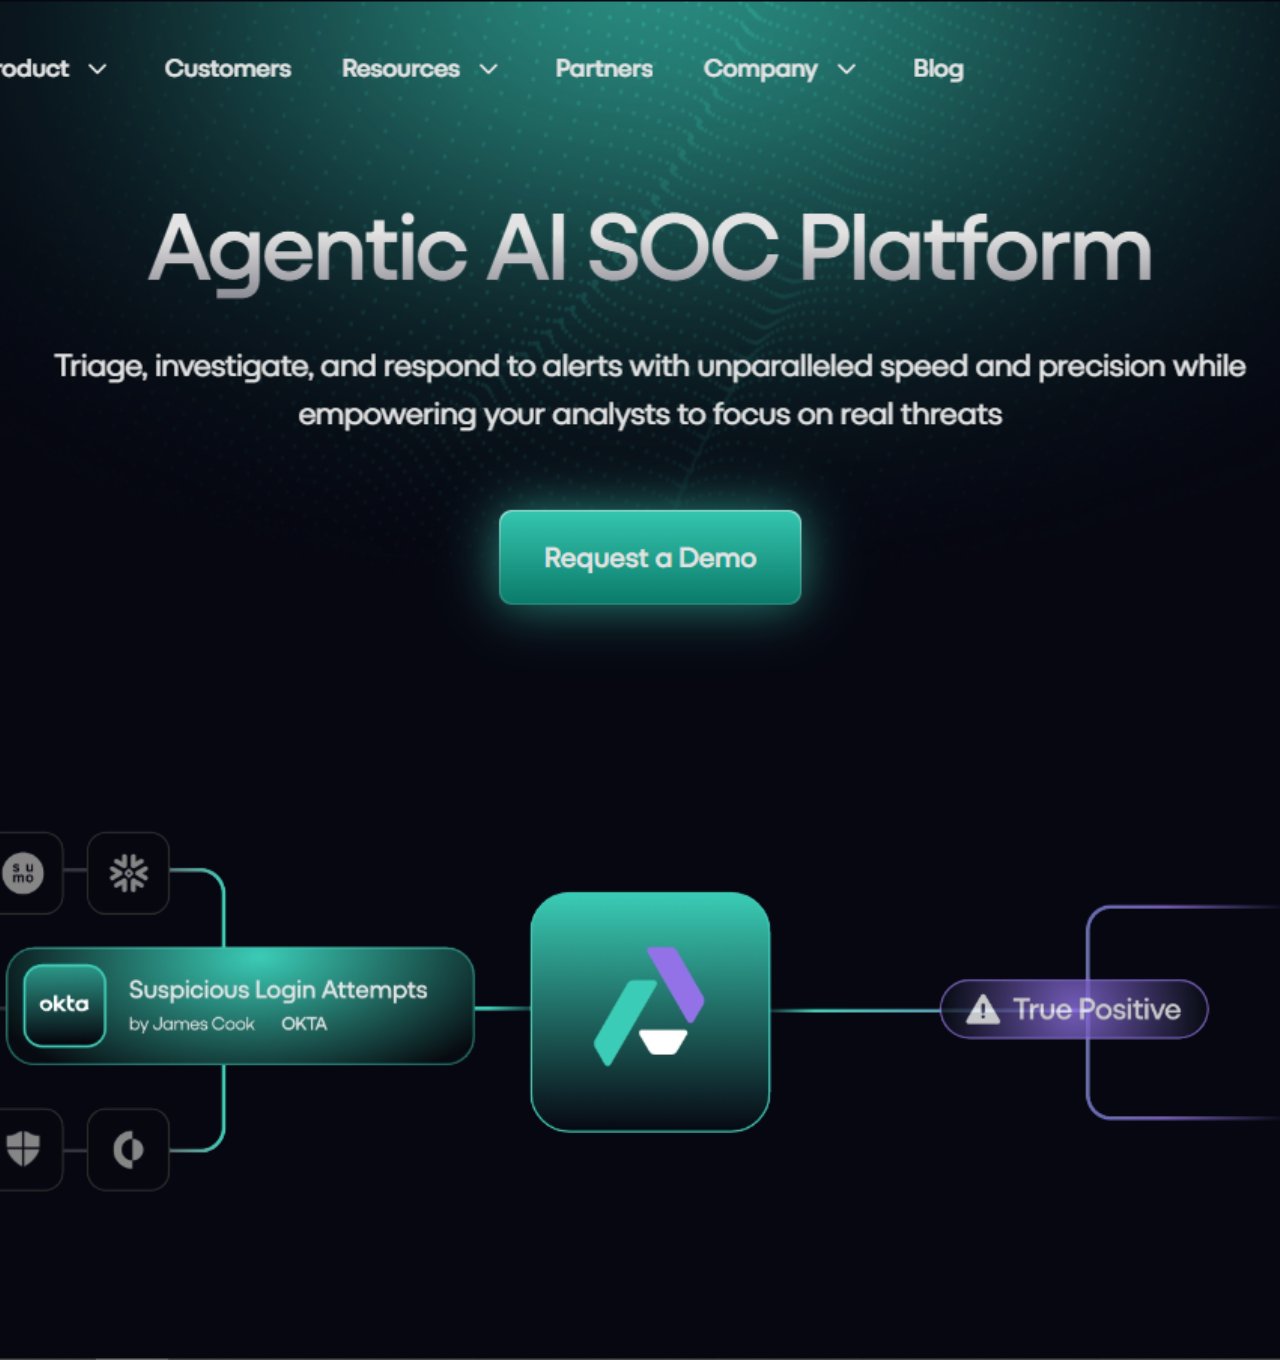 roduct
Customers
Resources
Partners
Company
Blog
Agentic AI SOC Platform
Triage, investigate, and respond to alerts with unparalleled speed and precision while
empowering your analysts to focus on real threats
Request a Demo
su
mo
okta
Suspicious Login Attempts
by James Cook OKTA
True Positive